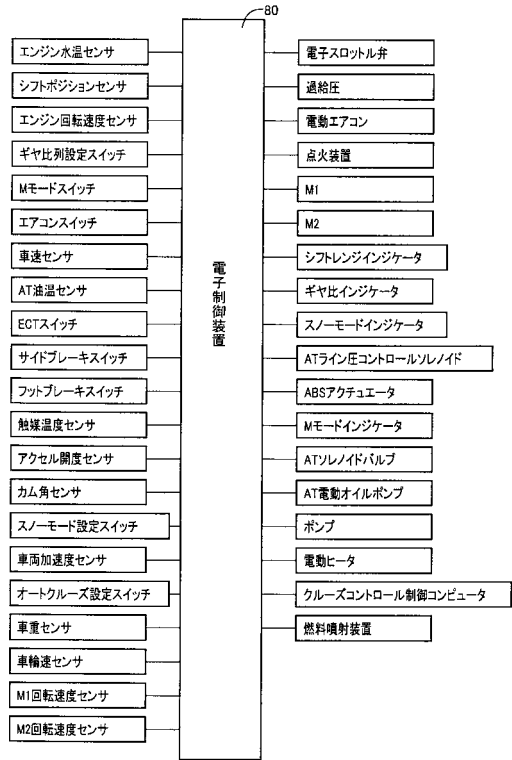 80
エンジン水温センサ
シフトポジションセンサ
エンジン回転速度センサ
ギヤ比列設定スイッチ
Mモードスイッチ
エアコンスイッチ
車速センサ
AT油温センサ
ECTスイッチ
サイドブレーキスイッチ
フットブレーキスイッチ
触媒温度センサ
アクセル開度センサ
カム角センサ
スノーモード設定スイッチ
車両加速度センサ
オートクルーズ設定スイッチ
車重センサ
車輪速センサ
M1回転速度センサ
M2回転速度センサ
電子制御装置
電子スロットル弁
過給圧
電動エアコン
点火装置
M1
M2
シフトレンジインジケータ
ギヤ比インジケータ
スノーモードインジケータ
ATライン圧コントロールソレノイド
ABSアクチュエータ
Mモードインジケータ
ATソレノイドバルブ
AT電動オイルポンプ
ポンプ
電動ヒータ
クルーズコントロール制御コンピュータ
燃料噴射装置